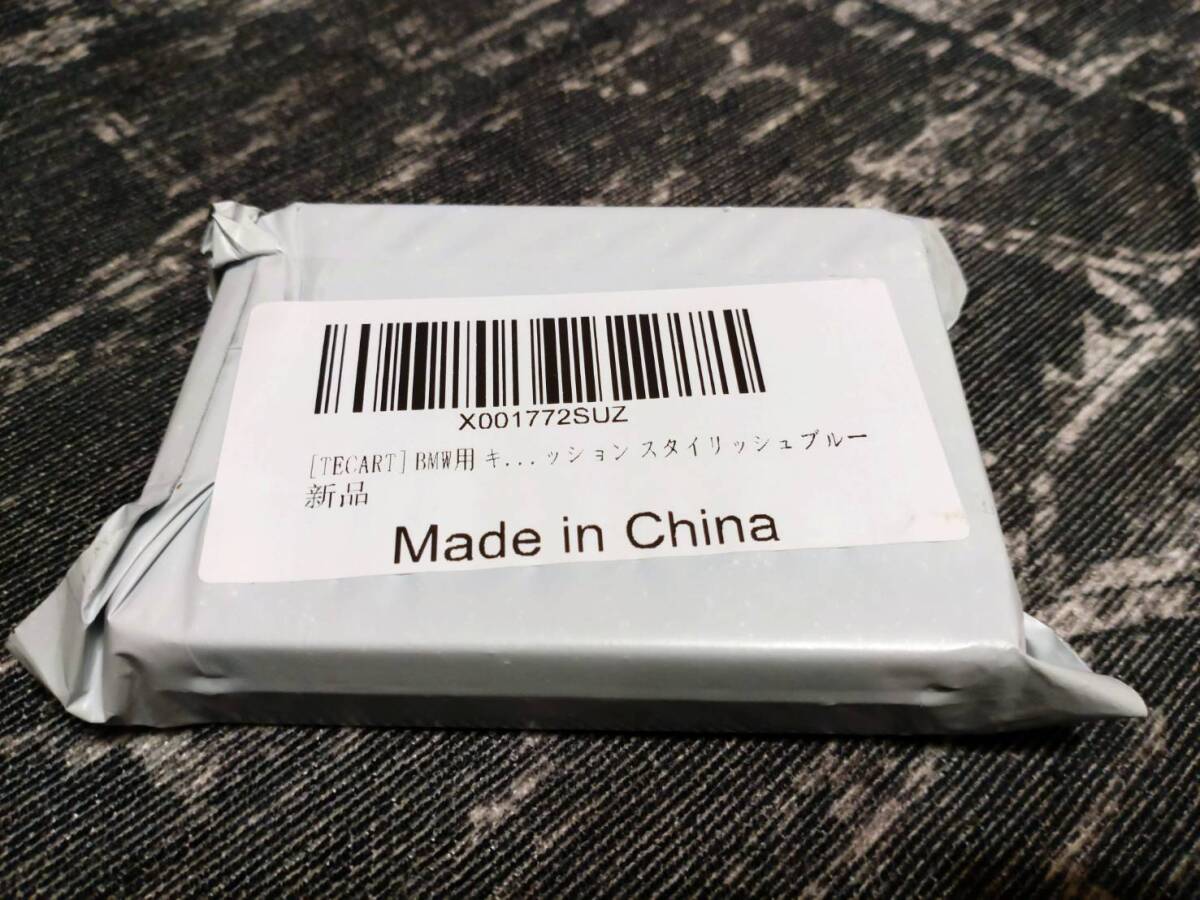 X001772SUZ
[TECART] BMW用 キ...ッション スタイリッシュブルー
新品
Made in China